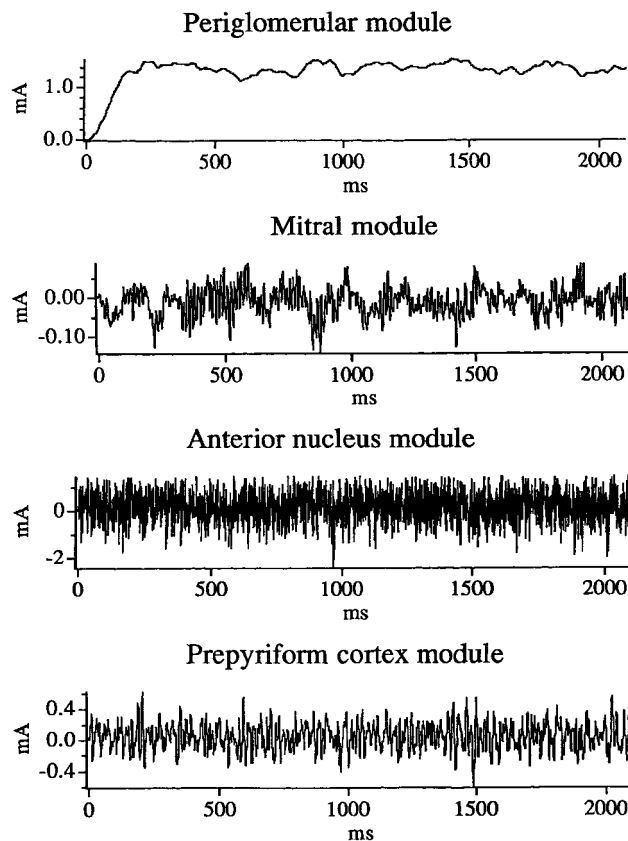 Periglomerular module
mA
1.0
0.0
0 500 1000 1500 2000
ms
Mitral module
mA
0.00
-0.10
0 500 1000 1500 2000
ms
Anterior nucleus module
mA
0
-2
0 500 1000 1500 2000
ms
Prepyriform cortex module
mA
0.4
0.0
-0.4
0 500 1000 1500 2000
ms